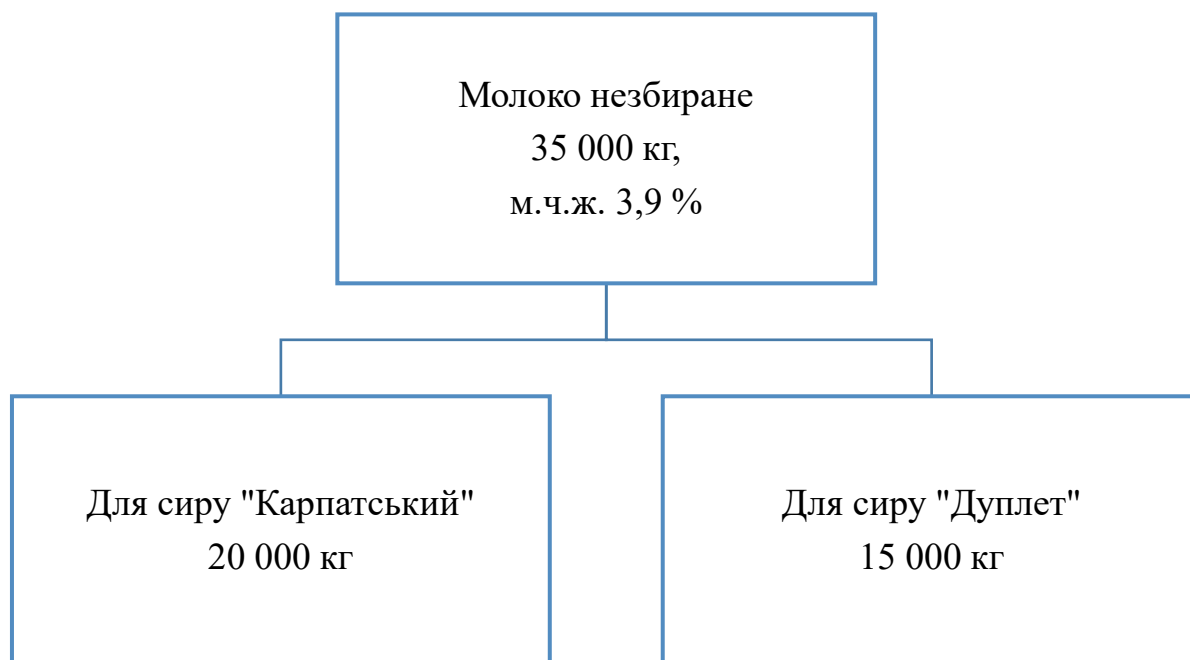 Молоко незбиране
35 000 кг,
м.ч.ж. 3,9 %
Для сиру "Карпатський"
20 000 кг
Для сиру "Дуплет"
15 000 кг